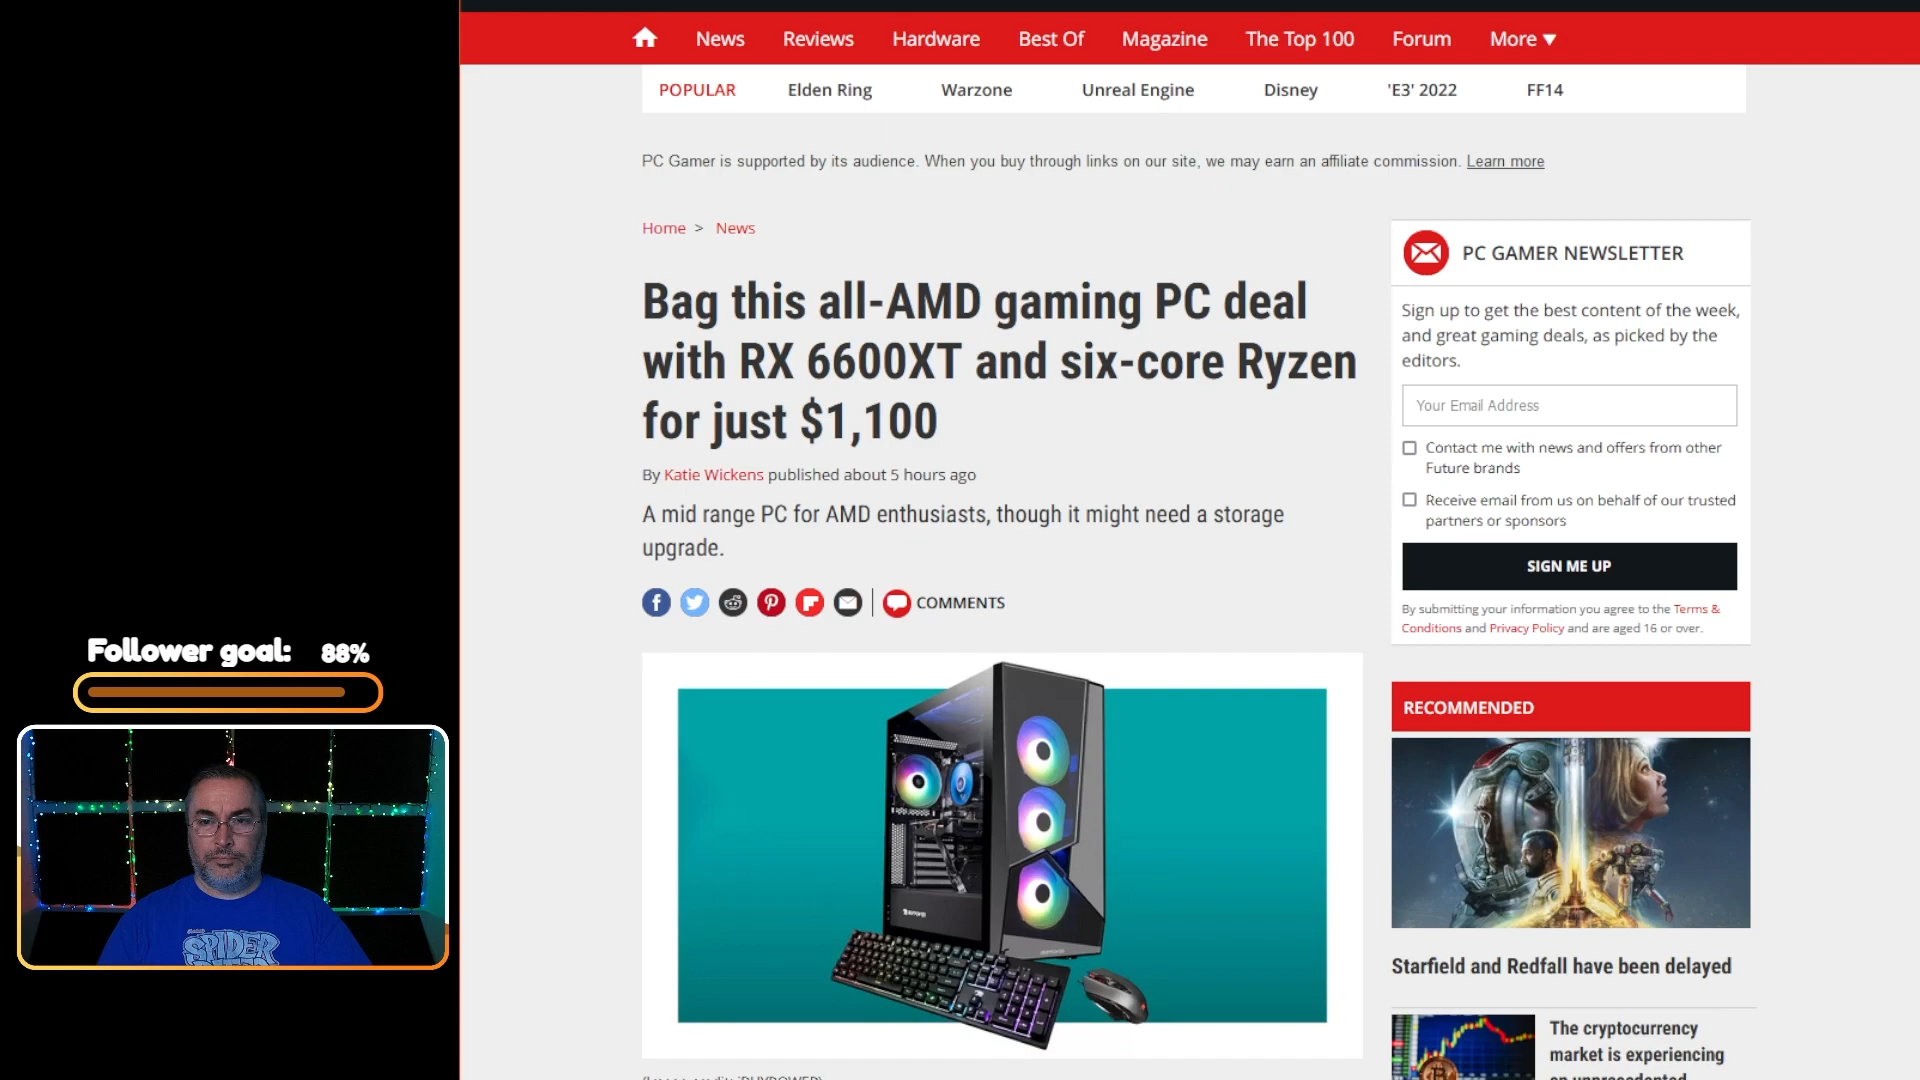 News Reviews Hardware Best Of Magazine The Top 100 Forum More
POPULAR Elden Ring Warzone Unreal Engine Disney 'E3' 2022 FF14
PC Gamer is supported by its audience. When you buy through links on our site, we may earn an affiliate commission. Learn more
Home > News
Bag this all-AMD gaming PC deal
with RX 6600XT and six-core Ryzen
for just $1,100
By Katie Wickens published about 5 hours ago
A mid range PC for AMD enthusiasts, though it might need a storage
upgrade.
COMMENTS
PC GAMER NEWSLETTER
Sign up to get the best content of the week,
and great gaming deals, as picked by the
editors.
Your Email Address
Contact me with news and offers from other
Future brands
Receive email from us on behalf of our trusted
partners or sponsors
SIGN ME UP
By submitting your information you agree to the Terms &
Conditions and Privacy Policy and are aged 16 or over.
RECOMMENDED
Starfield and Redfall have been delayed
The cryptocurrency
market is experiencing
Follower goal: 88%
SPIDER